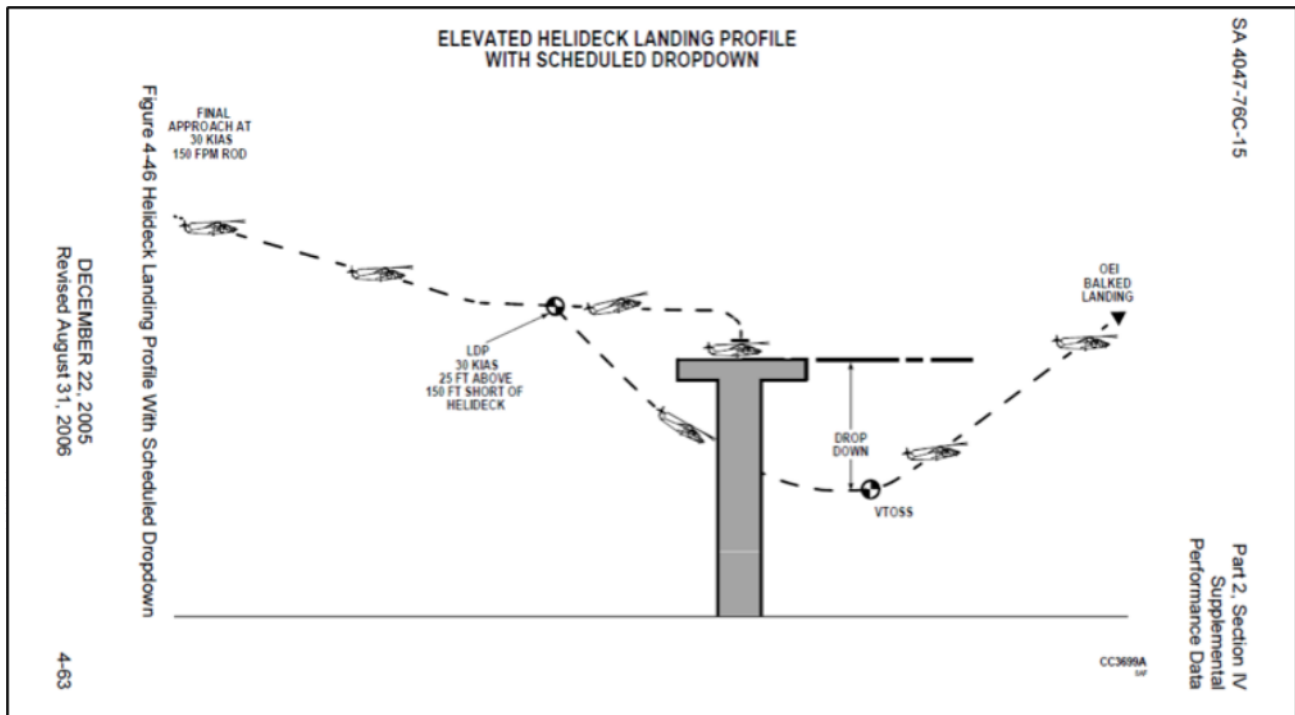 ELEVATED HELIDECK LANDING PROFILE
WITH SCHEDULED DROPDOWN
SA 4047-76C-15
FINAL
APPROACH AT
30 KIAS
150 FPM ROD
OEI
BALKED
LANDING
LDP
30 KIAS
25 FT ABOVE
150 FT SHORT OF
HELIDECK
DROP
DOWN
VTOSS
CC3699A
Figure 4-46 Helideck Landing Profile With Scheduled Dropdown
DECEMBER 22, 2005
Revised August 31, 2006
4-63
Part 2, Section IV
Supplemental
Performance Data